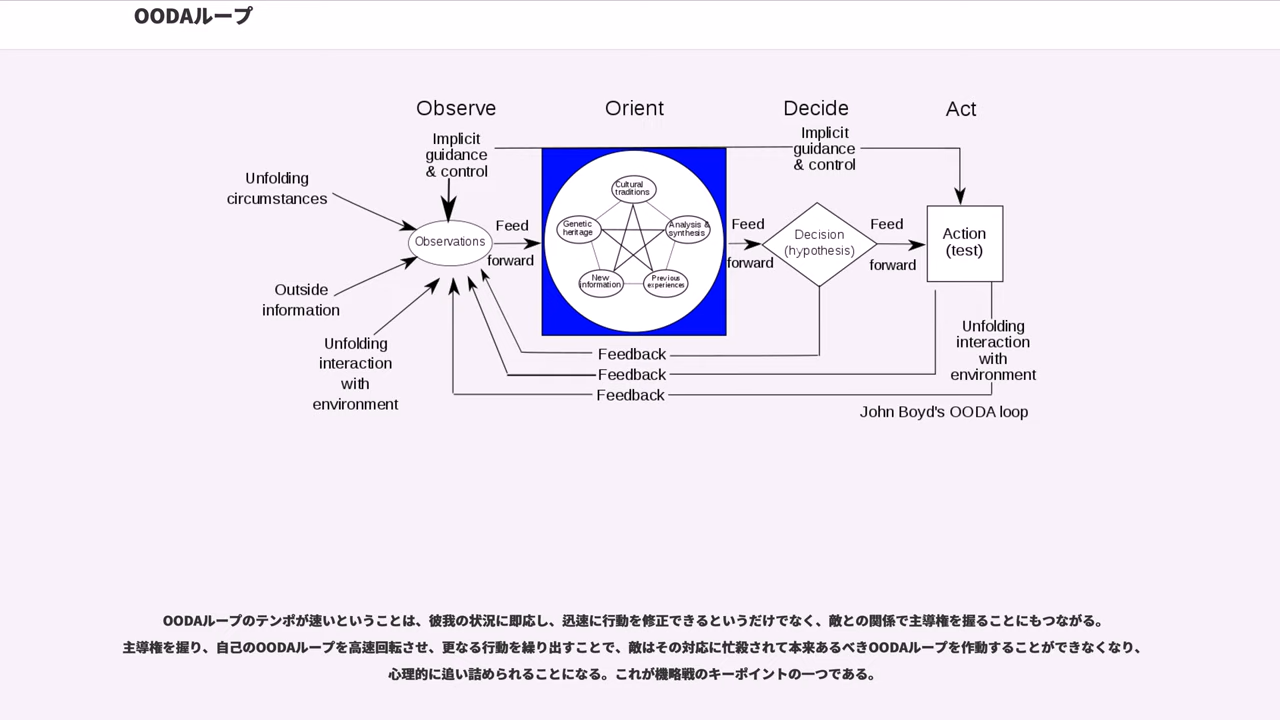 OODAループ
Observe
Orient
Decide
Act
Implicit
guidance
& control
Implicit
guidance
& control
Unfolding
circumstances
Observations
Feed
forward
Cultural
traditions
Genetic
heritage
Analysis &
synthesis
New
information
Previous
experiences
Feed
forward
Decision
(hypothesis)
Feed
forward
Action
(test)
Outside
information
Unfolding
interaction
with
environment
Unfolding
interaction
with
environment
Feedback
Feedback
Feedback
John Boyd's OODA loop
OODAループのテンポが速いということは、彼我の状況に即応し、迅速に行動を修正できるというだけでなく、敵との関係で主導権を握ることにもつながる。
主導権を握り、自己のOODAループを高速回転させ、更なる行動を繰り出すことで、敵はその対応に忙殺されて本来あるべきOODAループを作動することができなくなり、
心理的に追い詰められることになる。これが機略戦のキーポイントの一つである。